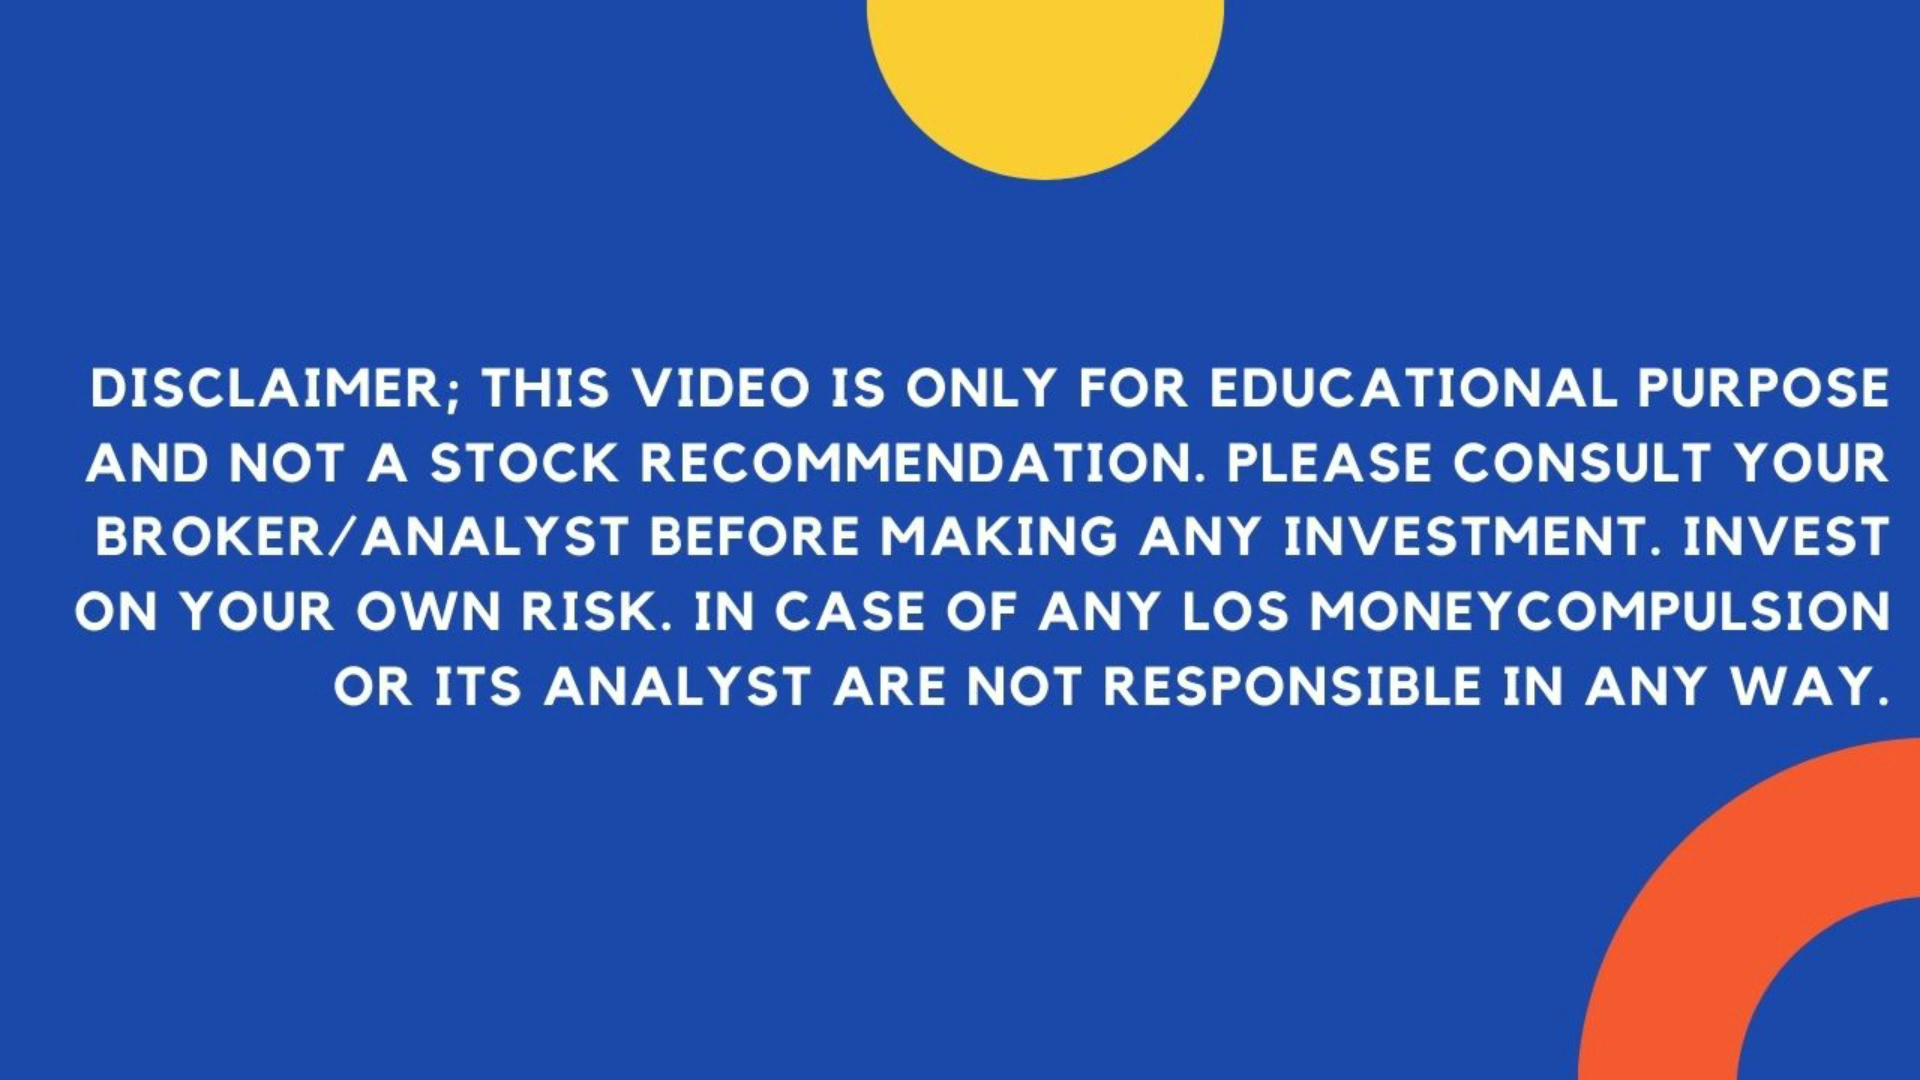 DISCLAIMER; THIS VIDEO IS ONLY FOR EDUCATIONAL PURPOSE
AND NOT A STOCK RECOMMENDATION. PLEASE CONSULT YOUR
BROKER/ANALYST BEFORE MAKING ANY INVESTMENT. INVEST
ON YOUR OWN RISK. IN CASE OF ANY LOS MONEYCOMPULSION
OR ITS ANALYST ARE NOT RESPONSIBLE IN ANY WAY.